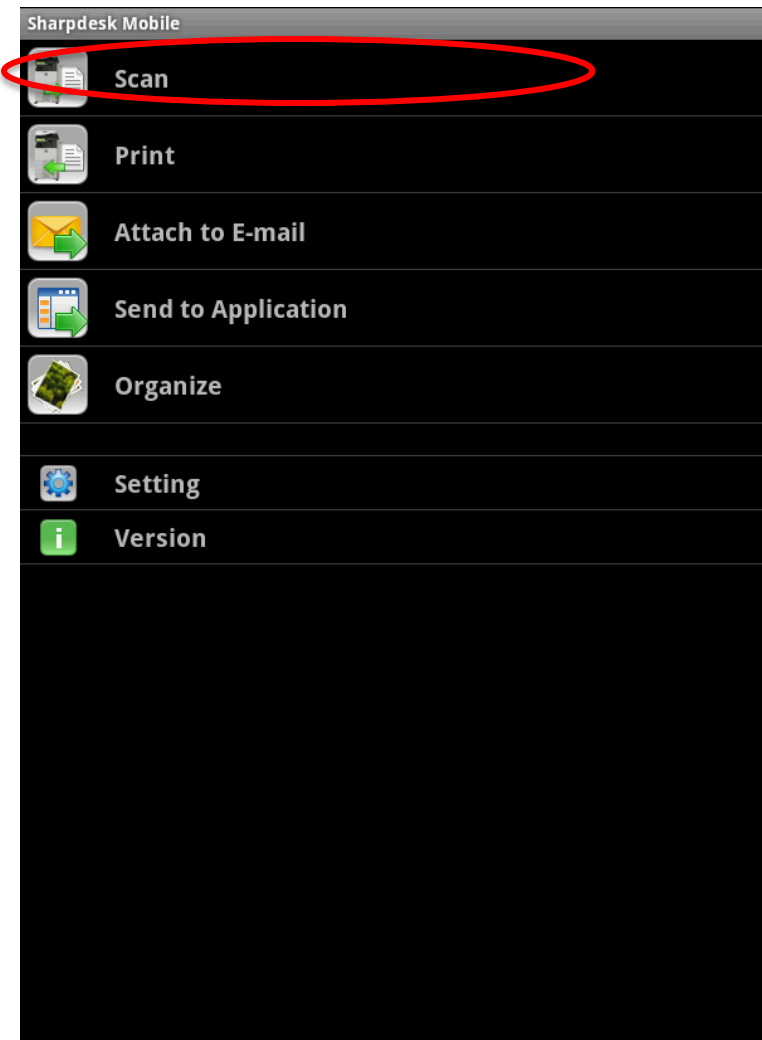 Sharpdesk Mobile
Scan
Print
Attach to E-mail
Send to Application
Organize
Setting
i
Version